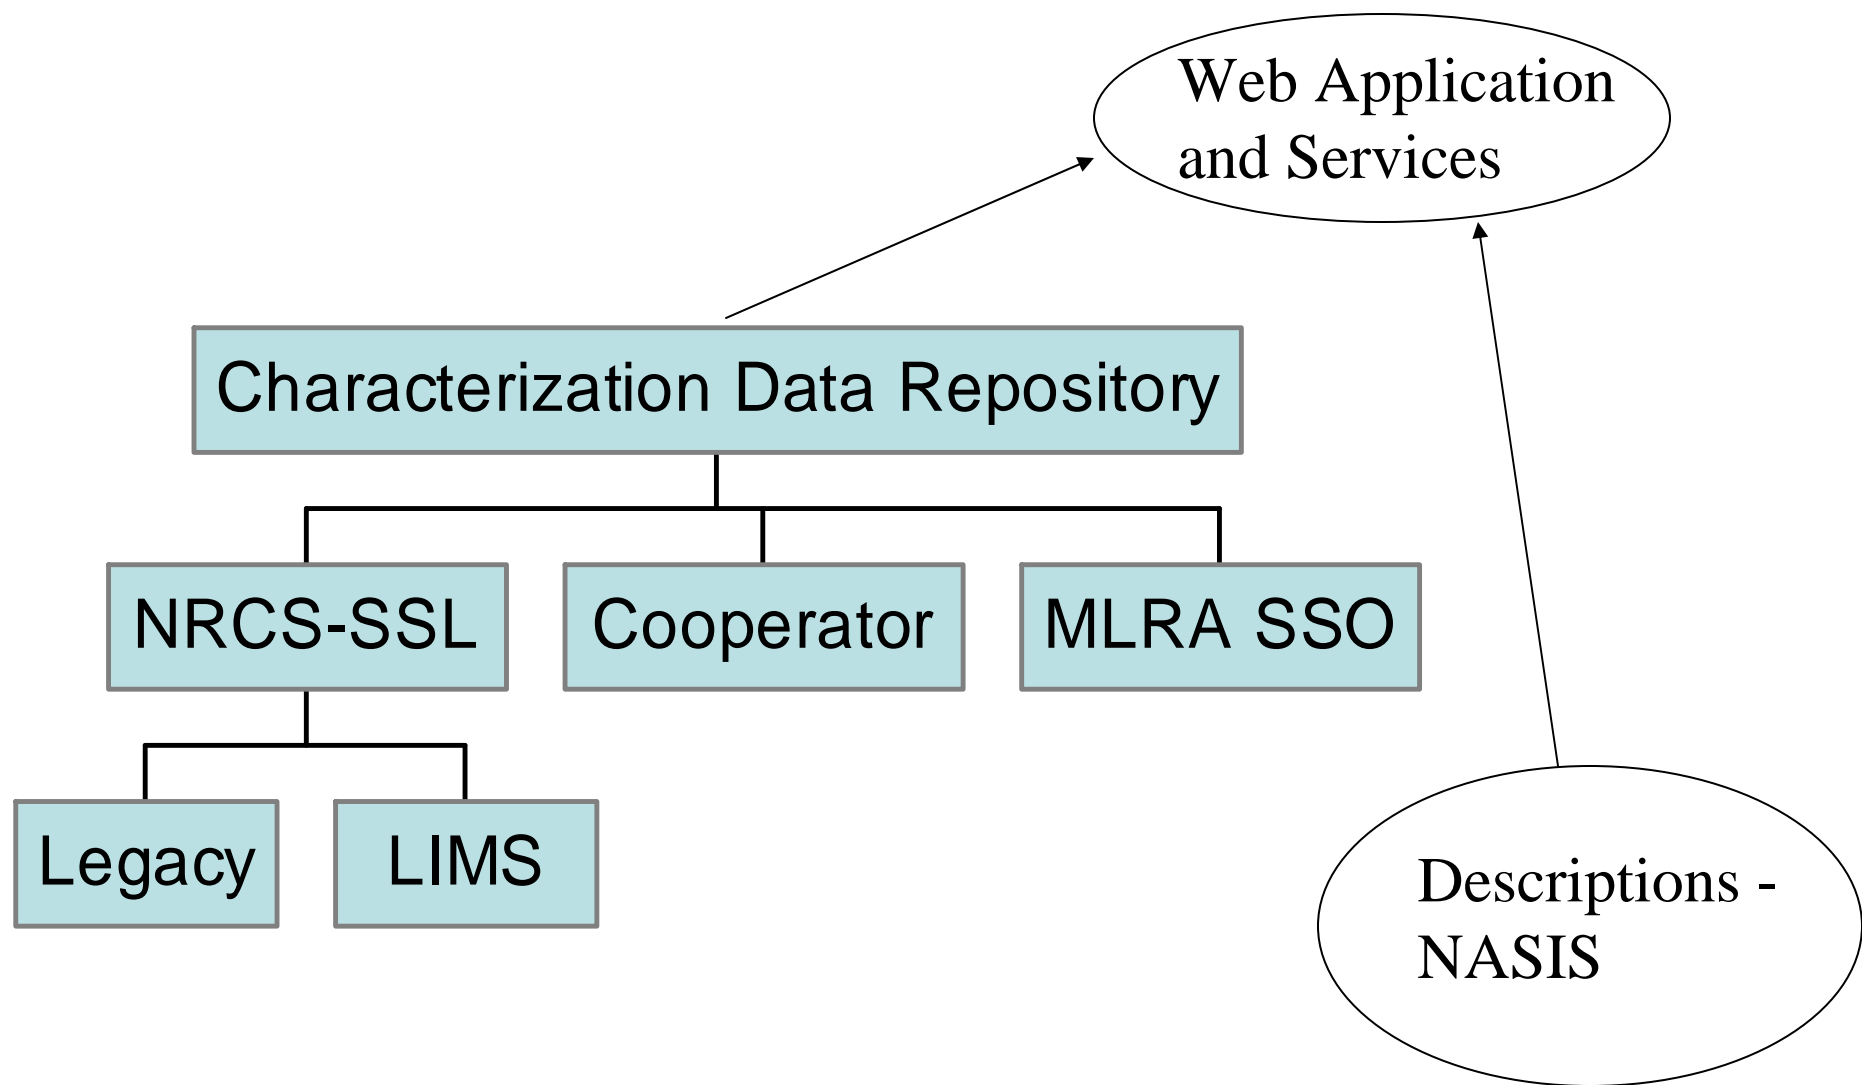 Web Application
and Services
Characterization Data Repository
NRCS-SSL
Cooperator
MLRA SSO
Legacy
LIMS
Descriptions -
NASIS